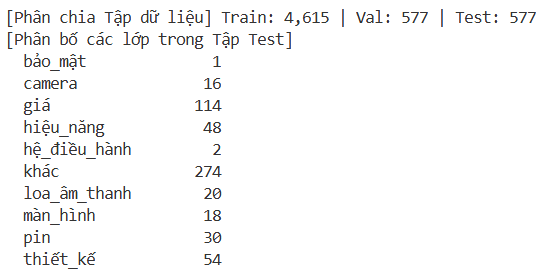 [Phân chia Tập dữ liệu] Train: 4,615 | Val: 577 | Test: 577
[Phân bố các lớp trong Tập Test]
bảo_mật 1
camera 16
giá 114
hiệu_năng 48
hệ_điều_hành 2
khác 274
loa_âm_thanh 20
màn_hình 18
pin 30
thiết_kế 54